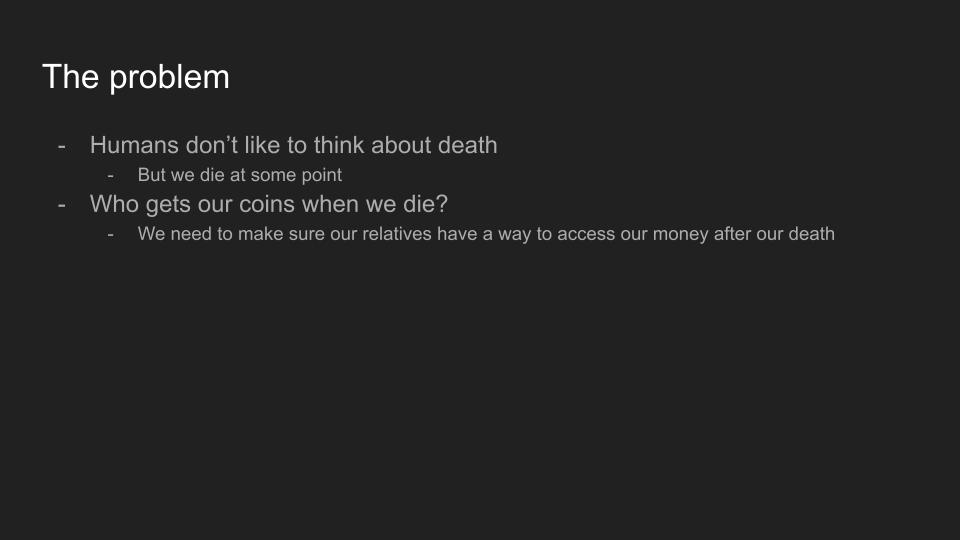 The problem
- Humans don’t like to think about death
- But we die at some point
- Who gets our coins when we die?
- We need to make sure our relatives have a way to access our money after our death